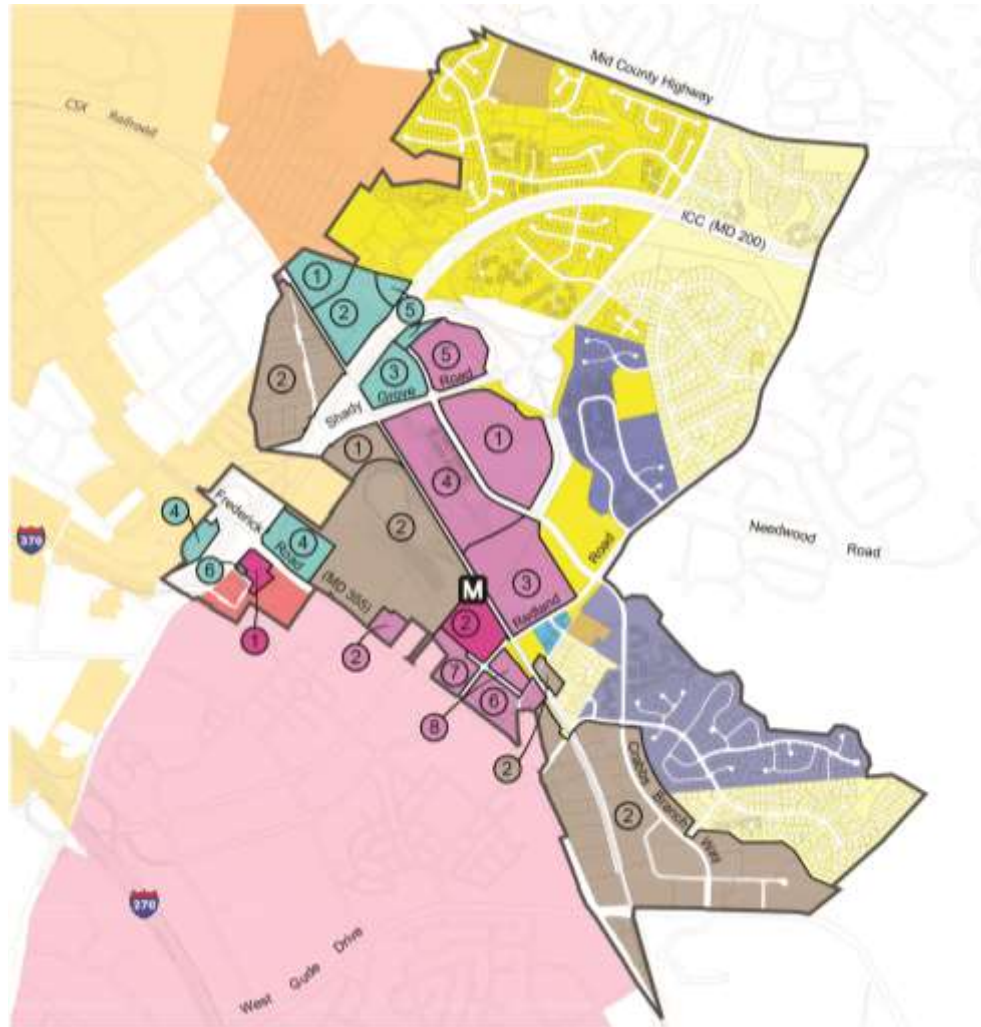 Mid County Highway
CSX Railroad
ICC (MD 200)
1
2
5
2
3
5
Shady Grove Road
1
1
4
2
Needwood Road
4
Frederick Road (MD 355)
4
270
6
M
3
Redland Road
1
2
2
7
6
8
2
Crabbs Branch Way
2
270
West Gude Drive